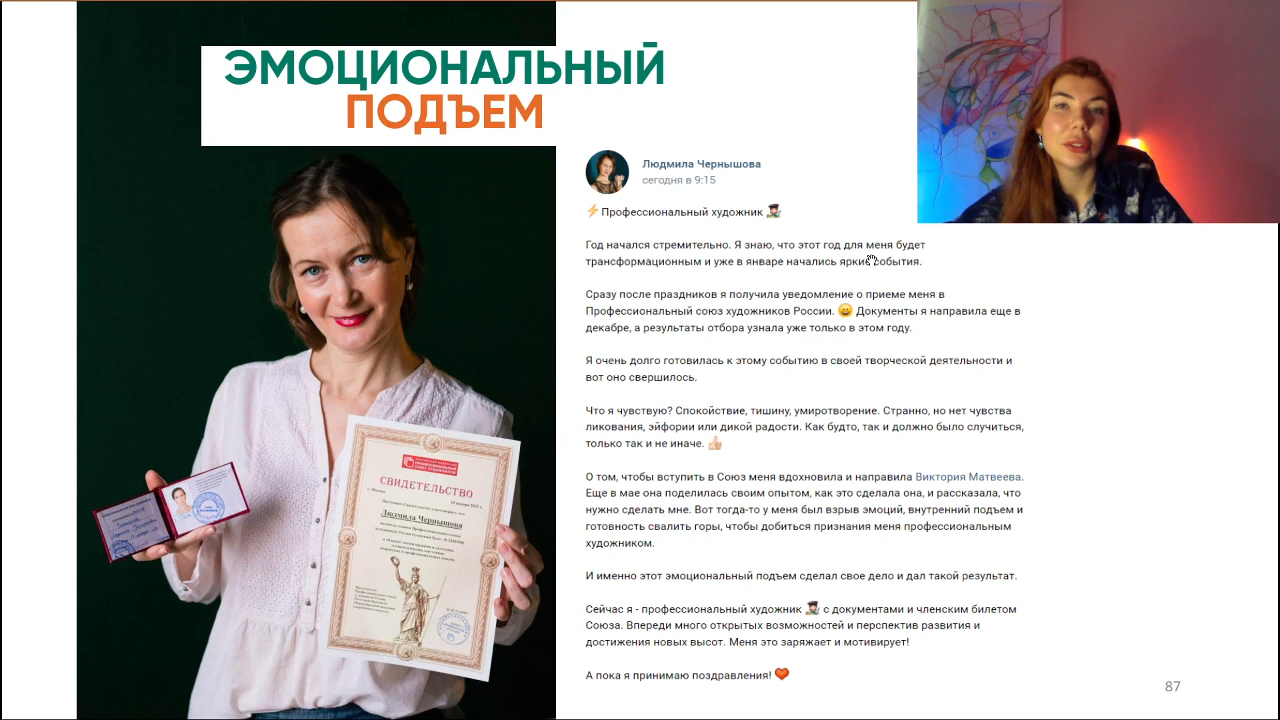 ЭМОЦИОНАЛЬНЫЙ
ПОДЪЕМ
Людмила Чернышова
сегодня в 9:15
⚡Профессиональный художник 👨‍🎨
Год начался стремительно. Я знаю, что этот год для меня будет
трансформационным и уже в январе начались яркие события.
Сразу после праздников я получила уведомление о приеме меня в
Профессиональный союз художников России. 😀 Документы я направила еще в
декабре, а результаты отбора узнала уже только в этом году.
Я очень долго готовилась к этому событию в своей творческой деятельности и
вот оно свершилось.
Что я чувствую? Спокойствие, тишину, умиротворение. Странно, но нет чувства
ликования, эйфории или дикой радости. Как будто, так и должно было случиться,
только так и не иначе. 👍🏻
О том, чтобы вступить в Союз меня вдохновила и направила Виктория Матвеева.
Еще в мае она поделилась своим опытом, как это сделала она, и рассказала, что
нужно сделать мне. Вот тогда-то у меня был взрыв эмоций, внутренний подъем и
готовность свалить горы, чтобы добиться признания меня профессиональным
художником.
И именно этот эмоциональный подъем сделал свое дело и дал такой результат.
Сейчас я - профессиональный художник 👨‍🎨 с документами и членским билетом
Союза. Впереди много открытых возможностей и перспектив развития и
достижения новых высот. Меня это заряжает и мотивирует!
А пока я принимаю поздравления! ❤
87
СВИДЕТЕЛЬСТВО
Людмила Чернышова